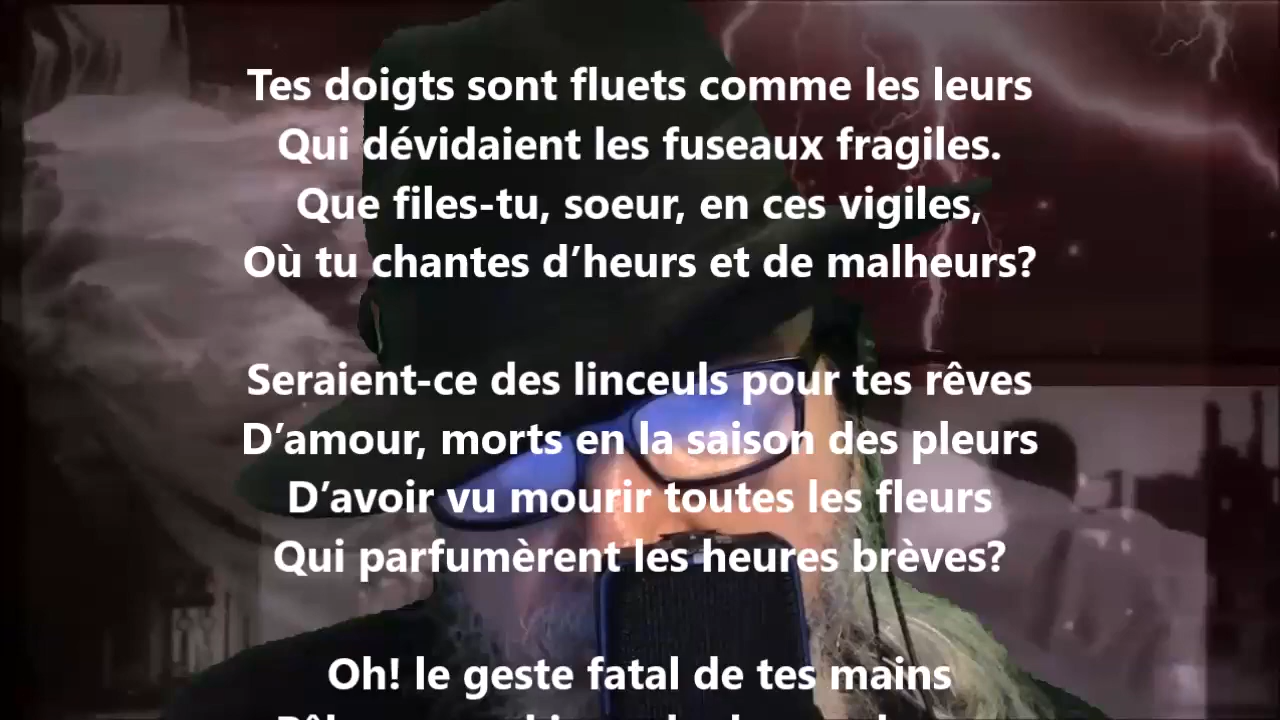 Tes doigts sont fluets comme les leurs
Qui dévidaient les fuseaux fragiles.
Que files-tu, soeur, en ces vigiles,
Où tu chantes d’heurs et de malheurs?
Seraient-ce des linceuls pour tes rêves
D’amour, morts en la saison des pleurs
D’avoir vu mourir toutes les fleurs
Qui parfumèrent les heures brèves?
Oh! le geste fatal de tes mains